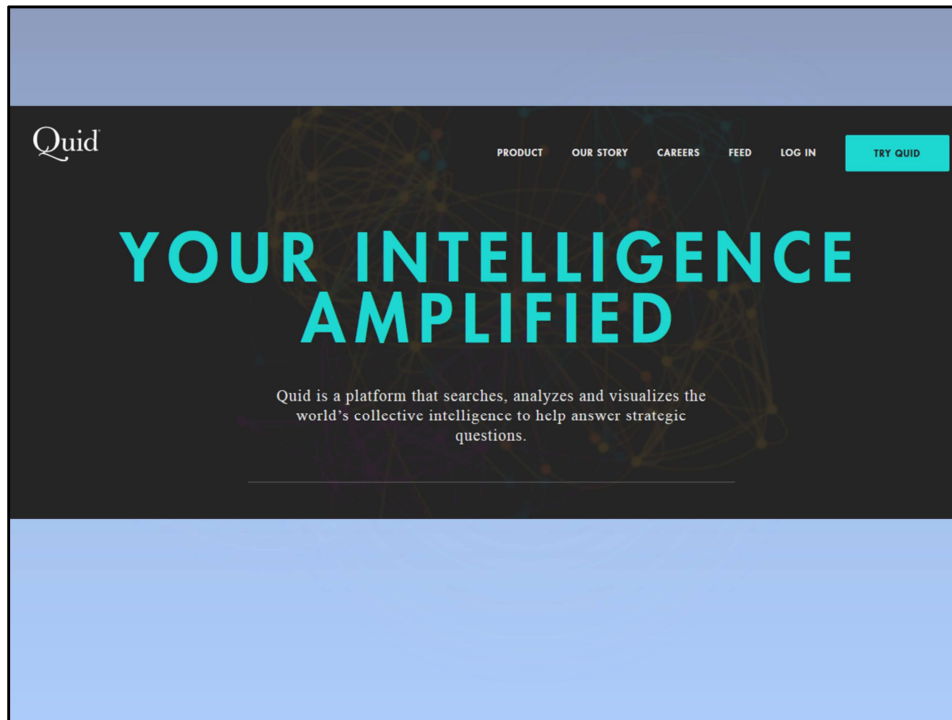 Quid
PRODUCT OUR STORY CAREERS FEED LOG IN TRY QUID
YOUR INTELLIGENCE
AMPLIFIED
Quid is a platform that searches, analyzes and visualizes the
world’s collective intelligence to help answer strategic
questions.